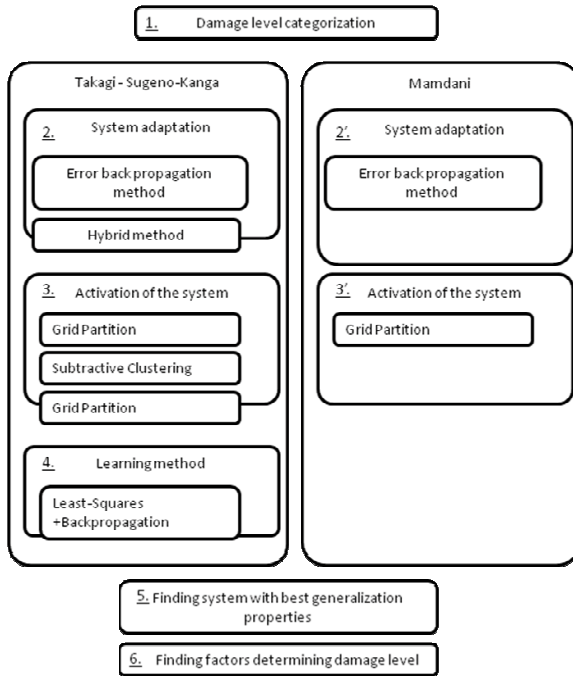 1. Damage level categorization
Takagi - Sugeno-Kanga
2. System adaptation
Error back propagation
method
Hybrid method
3. Activation of the system
Grid Partition
Subtractive Clustering
Grid Partition
4. Learning method
Least-Squares
+Backpropagation
Mamdani
2'. System adaptation
Error back propagation
method
3'. Activation of the system
Grid Partition
5. Finding system with best generalization
properties
6. Finding factors determining damage level